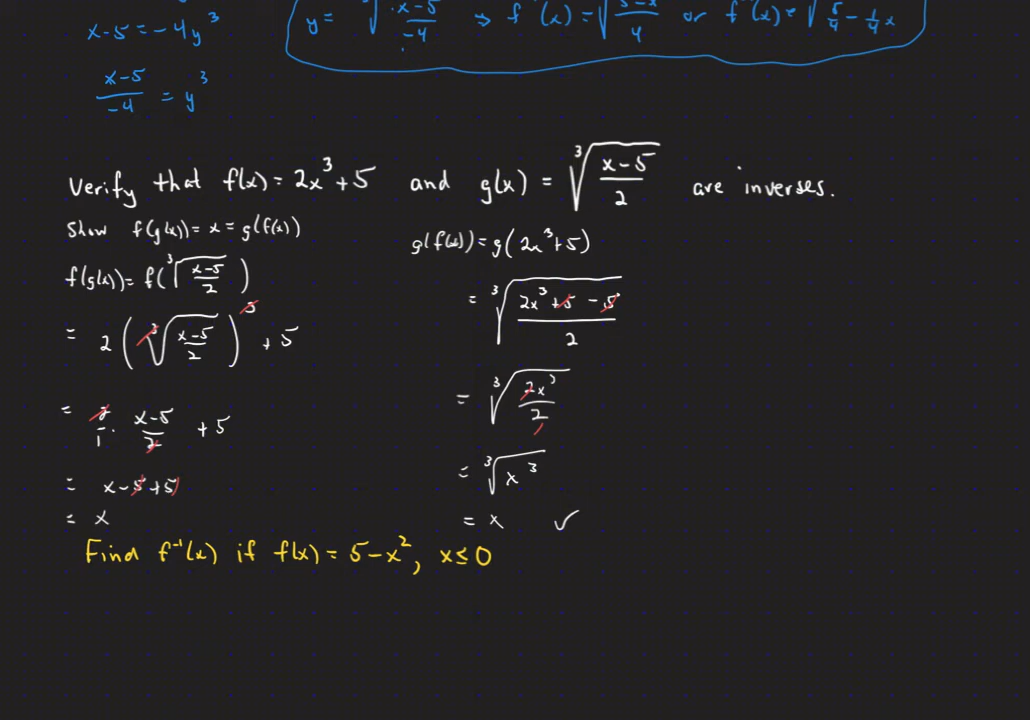 x-5 = -4y³
y = ∛((x-5)/-4) ⇒ f⁻¹(x) = ∛((5-x)/4) or f⁻¹(x) = ∛(5/4 - 1/4x)
(x-5)/-4 = y³
Verify that f(x) = 2x³+5 and g(x) = ∛((x-5)/2) are inverses.
Show f(g(x)) = x = g(f(x))
f(g(x)) = f(∛((x-5)/2))
= 2(∛((x-5)/2))³ + 5
= 2/1 · (x-5)/2 + 5
= x-5+5
= x
g(f(x)) = g(2x³+5)
= ∛((2x³+5-5)/2)
= ∛(2x³/2)
= ∛(x³)
= x ✓
Find f⁻¹(x) if f(x) = 5-x², x≤0